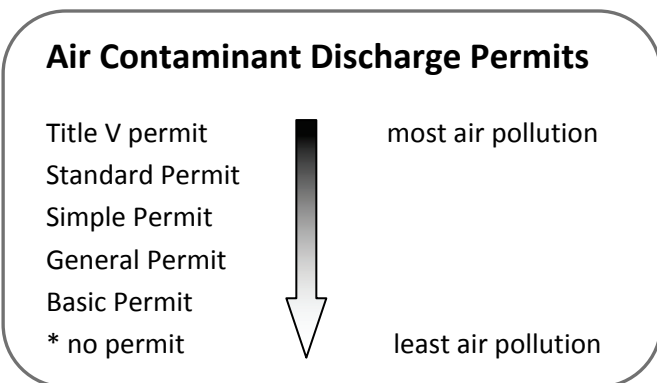 Air Contaminant Discharge Permits
Title V permit most air pollution
Standard Permit
Simple Permit
General Permit
Basic Permit
* no permit least air pollution